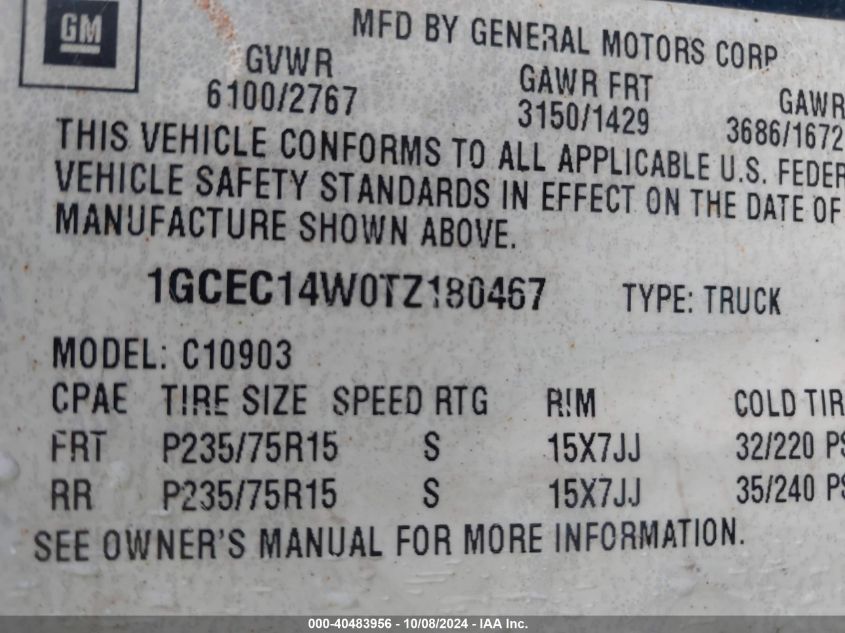 GM
MFD BY GENERAL MOTORS CORP
GVWR GAWR FRT GAWR
6100/2767 3150/1429 3686/1672
THIS VEHICLE CONFORMS TO ALL APPLICABLE U.S. FEDER
VEHICLE SAFETY STANDARDS IN EFFECT ON THE DATE OF
MANUFACTURE SHOWN ABOVE.
1GCEC14W0TZ180467 TYPE: TRUCK
MODEL: C10903
CPAE TIRE SIZE SPEED RTG RIM COLD TIR
FRT P235/75R15 S 15X7JJ 32/220 PS
RR P235/75R15 S 15X7JJ 35/240 PS
SEE OWNER'S MANUAL FOR MORE INFORMATION.
000-40483956 - 10/08/2024 - IAA Inc.